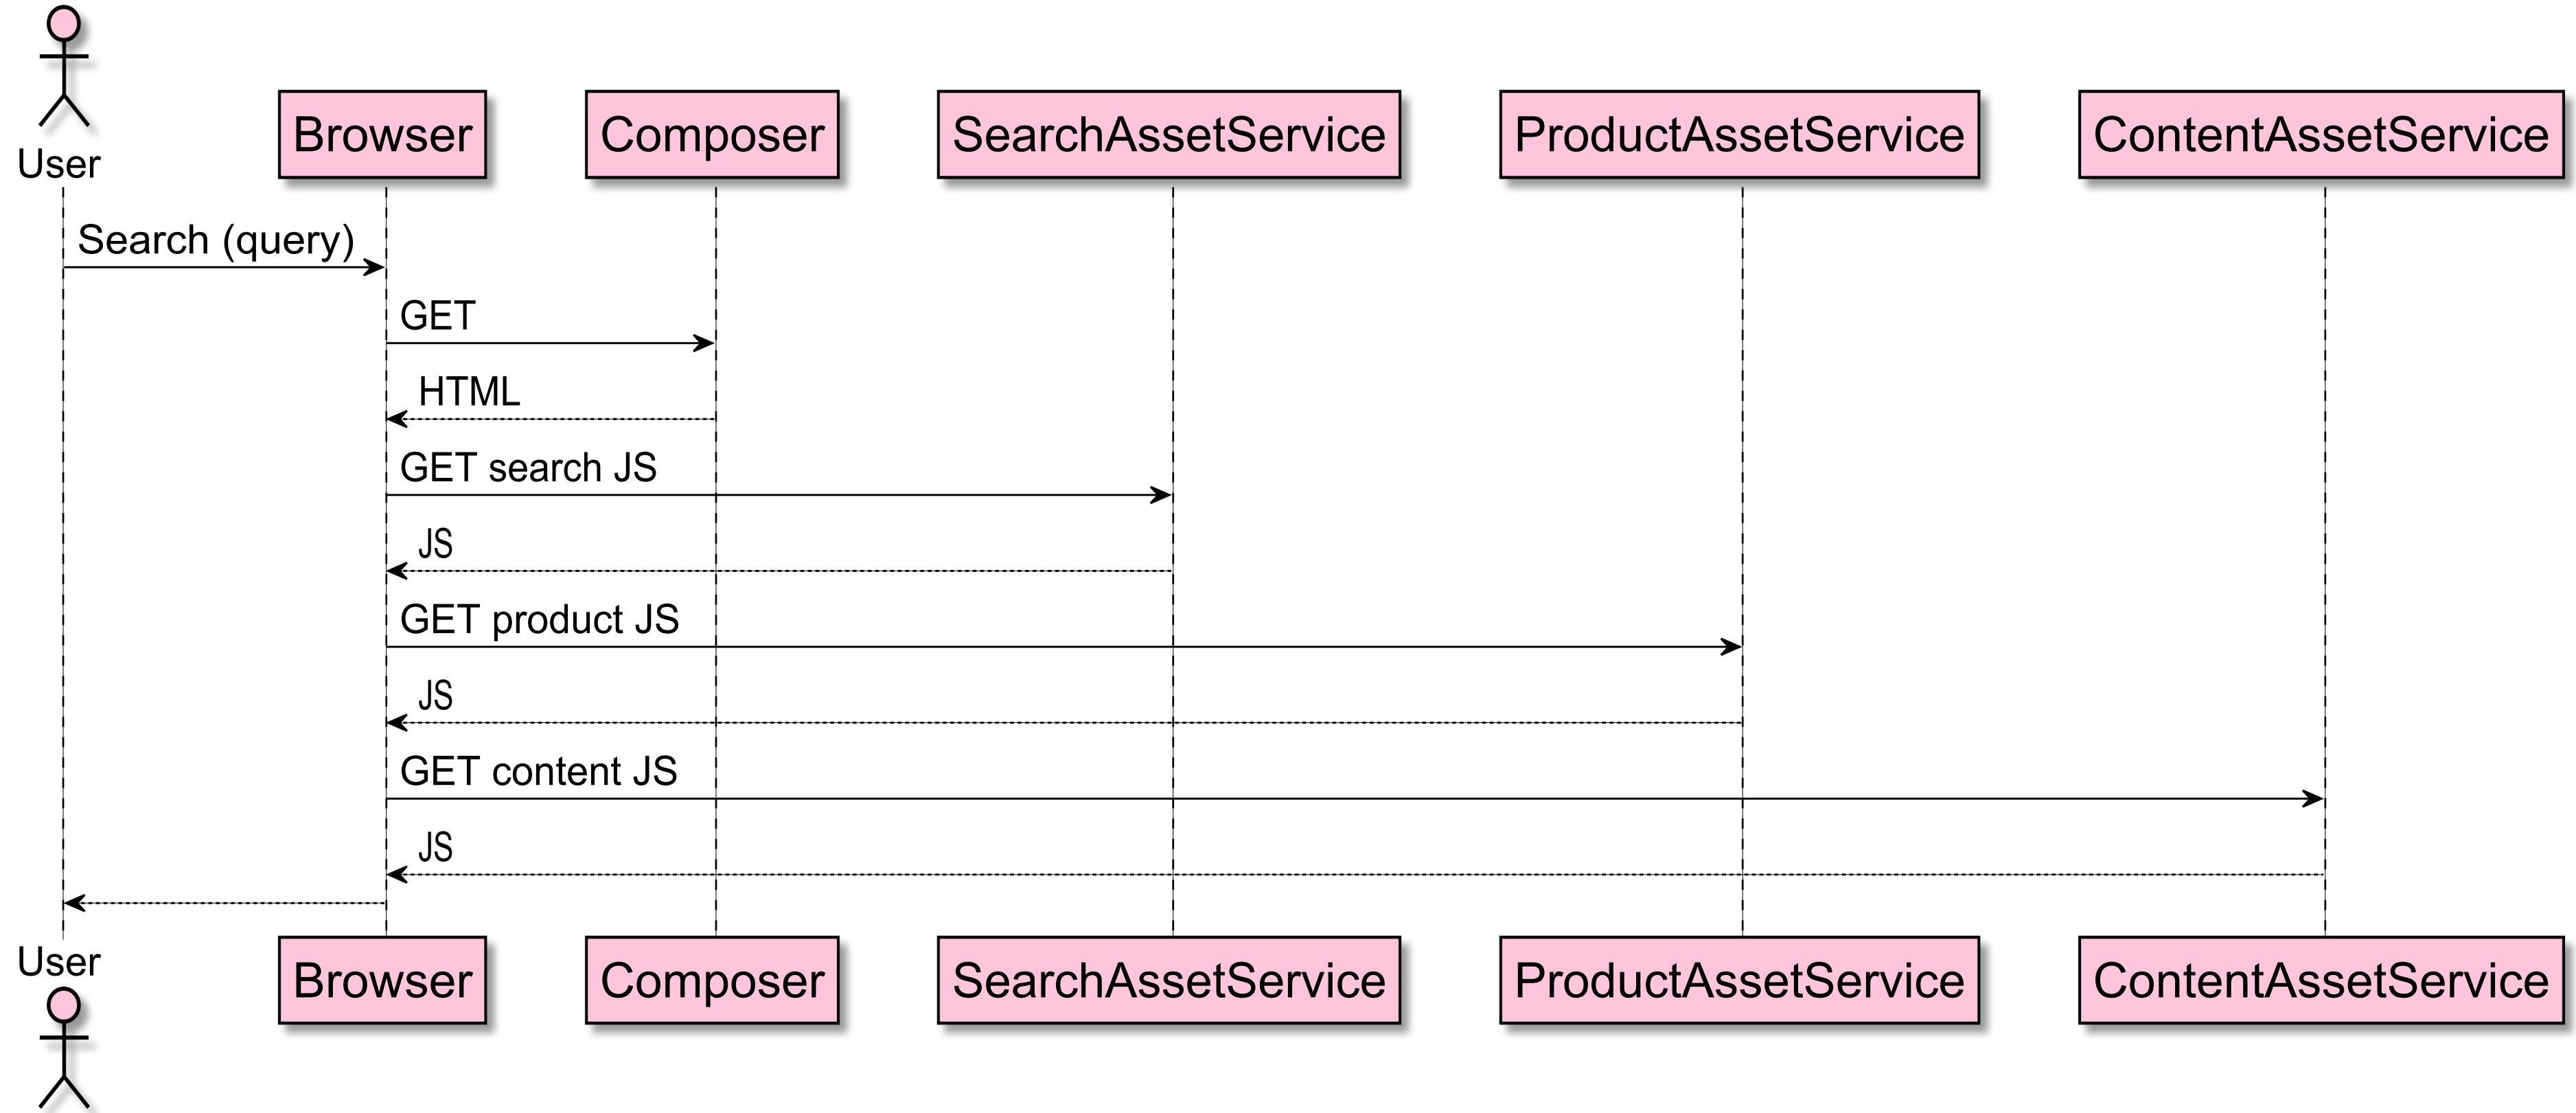 User
Browser
Composer
SearchAssetService
ProductAssetService
ContentAssetService
Search (query)
GET
HTML
GET search JS
JS
GET product JS
JS
GET content JS
JS
User
Browser
Composer
SearchAssetService
ProductAssetService
ContentAssetService